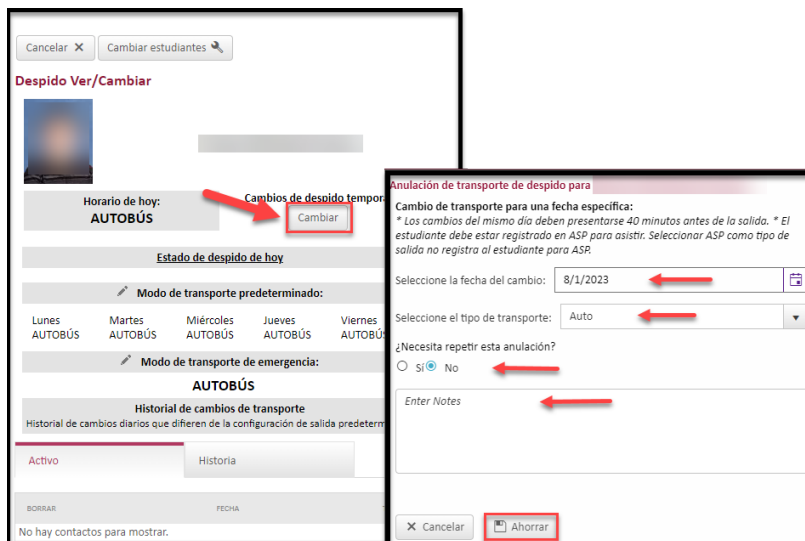 Cancelar
Cambiar estudiantes
Despido Ver/Cambiar
Horario de hoy:
AUTOBÚS
Cambios de despido tempora
Cambiar
Estado de despido de hoy
Modo de transporte predeterminado:
Lunes Martes Miércoles Jueves Viernes
AUTOBÚS AUTOBÚS AUTOBÚS AUTOBÚS AUTOBÚS
Modo de transporte de emergencia:
AUTOBÚS
Historial de cambios de transporte
Historial de cambios diarios que difieren de la configuración de salida predeterm
Activo Historia
BORRAR FECHA
No hay contactos para mostrar.
Anulación de transporte de despido para
Cambio de transporte para una fecha específica:
* Los cambios del mismo día deben presentarse 40 minutos antes de la salida. * El
estudiante debe estar registrado en ASP para asistir. Seleccionar ASP como tipo de
salida no registra al estudiante para ASP.
Seleccione la fecha del cambio: 8/1/2023
Seleccione el tipo de transporte: Auto
¿Necesita repetir esta anulación?
Sí No
Enter Notes
Cancelar Ahorrar